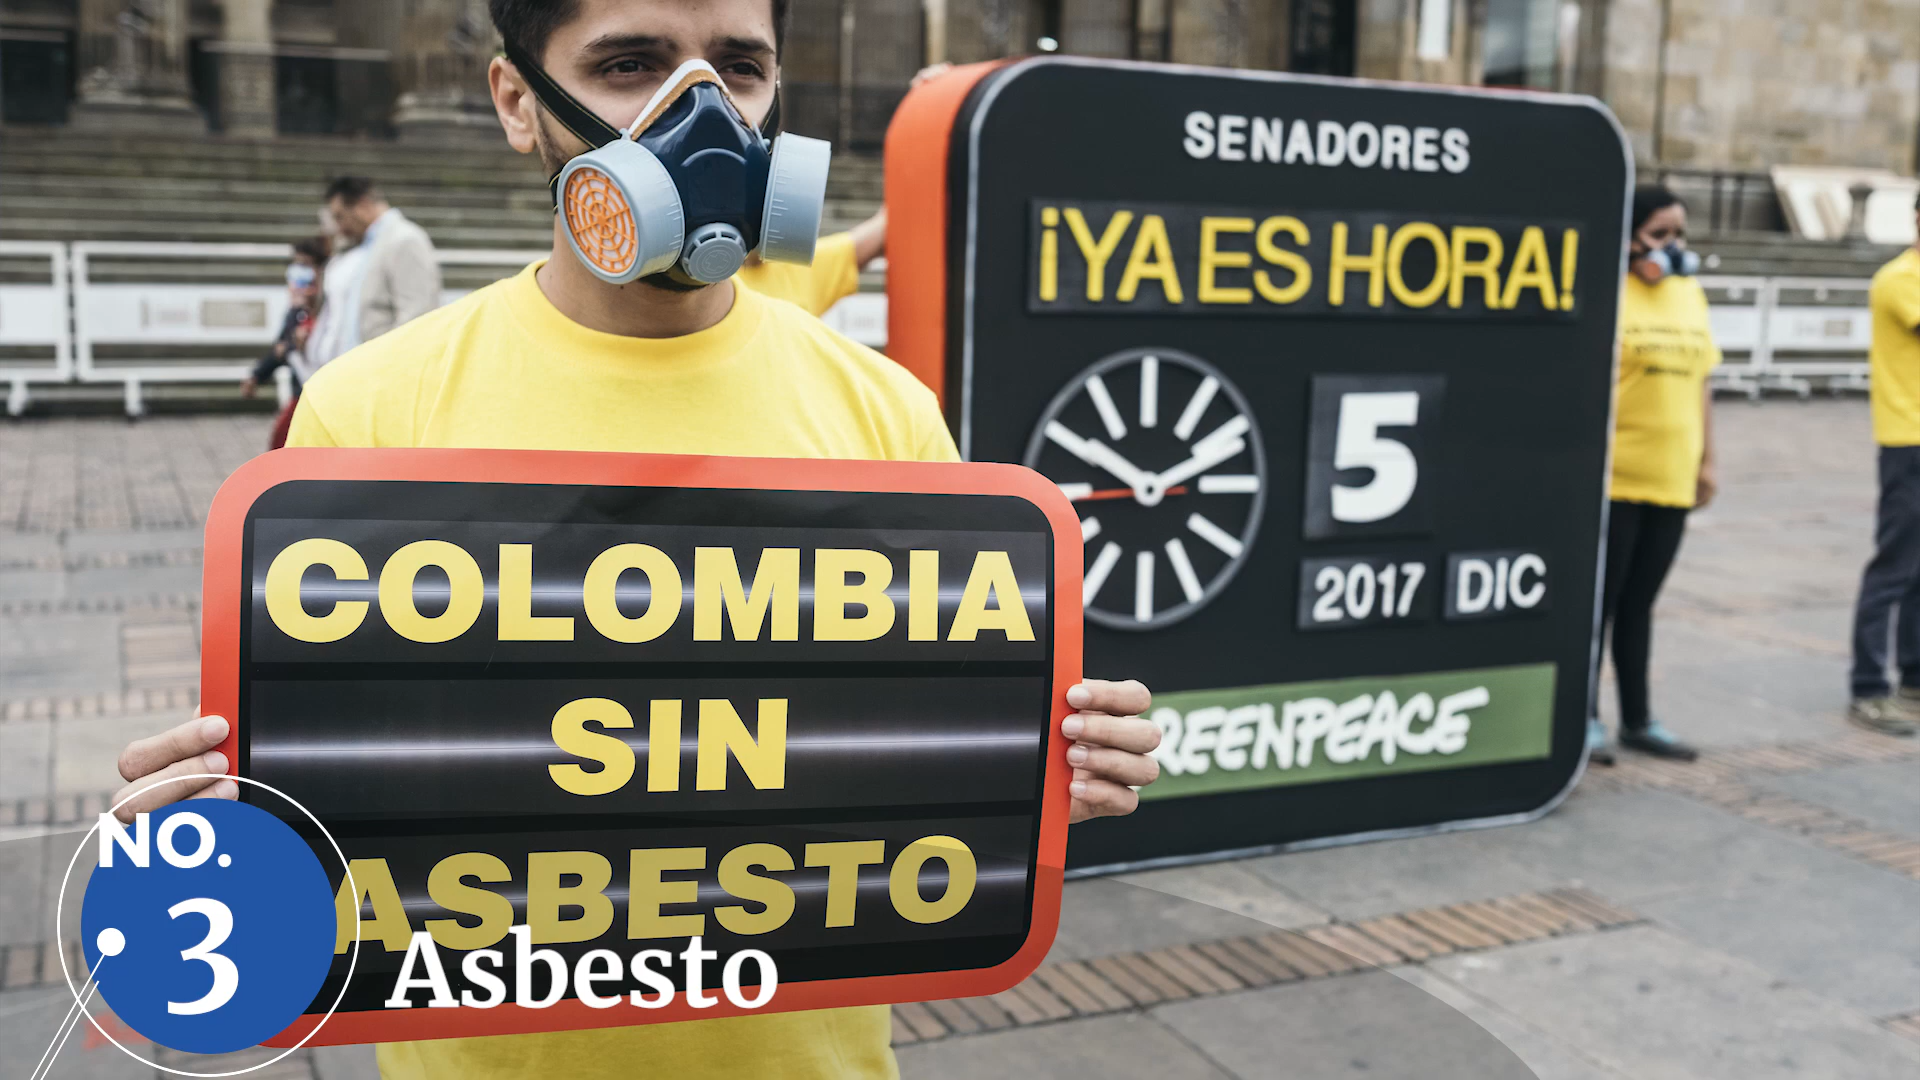 SENADORES
¡YA ES HORA!
5
2017 DIC
REENPEACE
COLOMBIA
SIN
ASBESTO
NO.
3
Asbesto